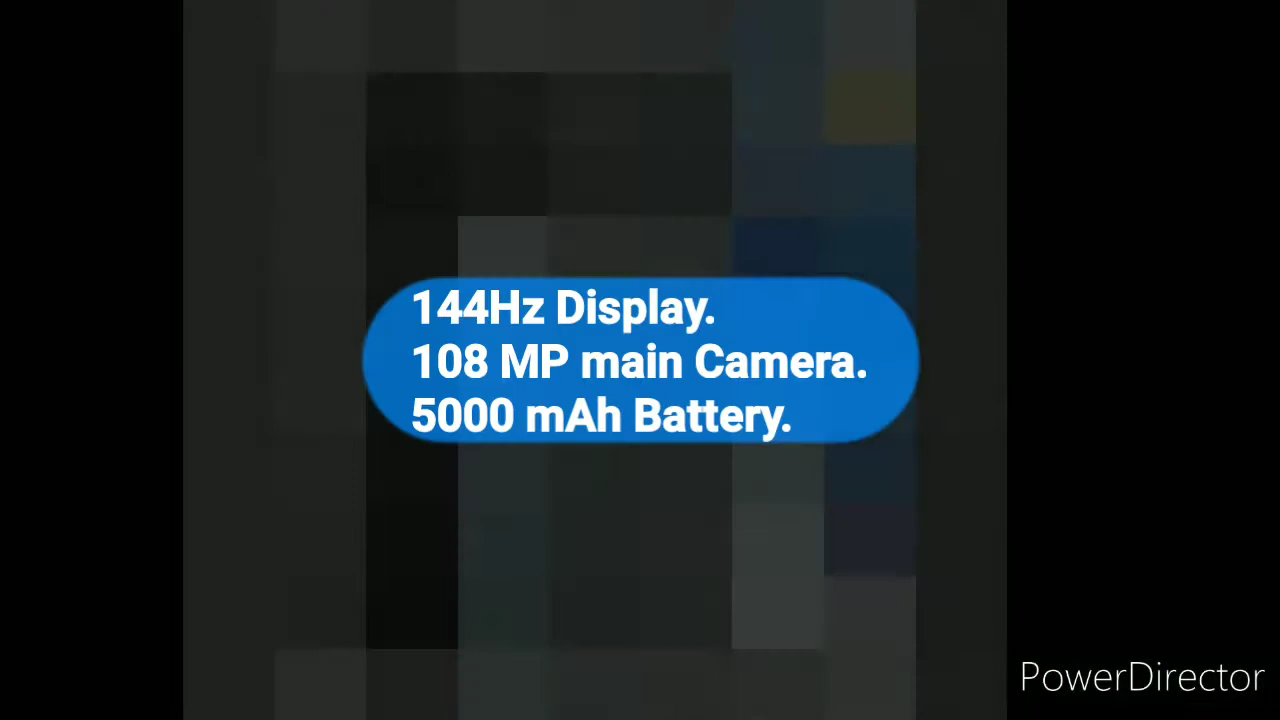 144Hz Display.
108 MP main Camera.
5000 mAh Battery.
PowerDirector